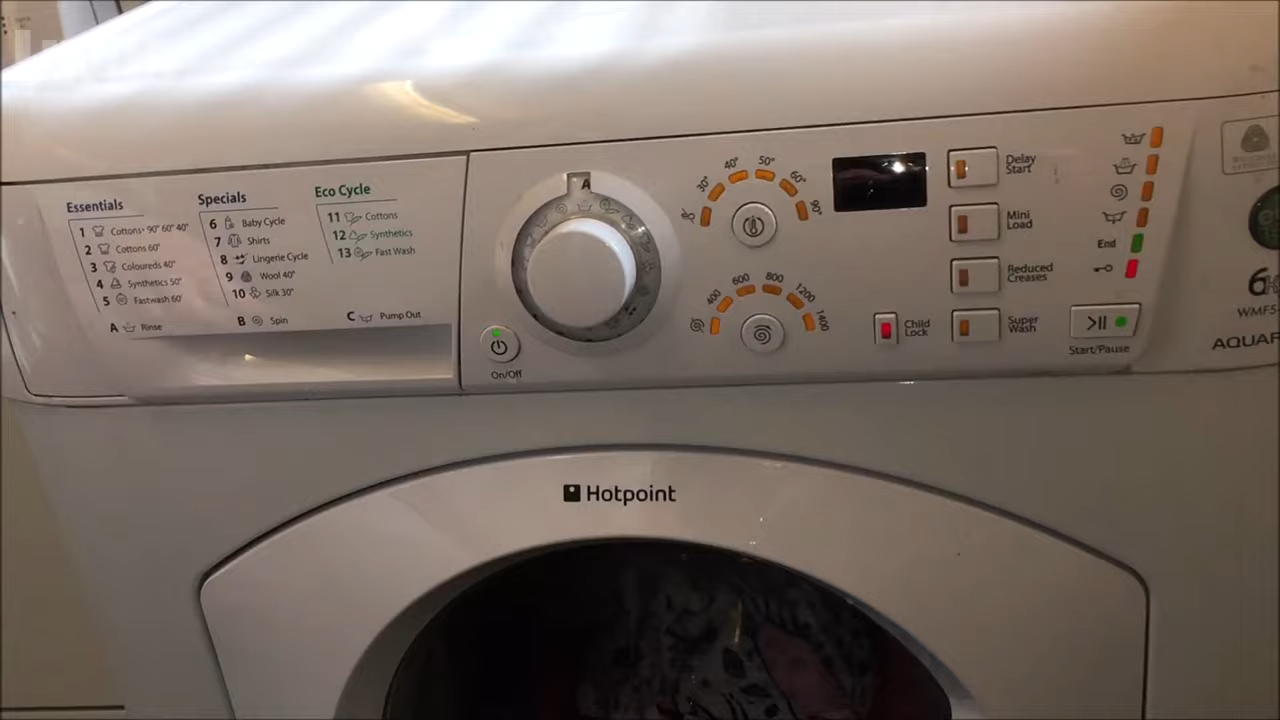 Essentials
1 Cottons· 90° 60° 40°
2 Cottons 60°
3 Coloureds 40°
4 Synthetics 50°
5 Fastwash 60'
A Rinse
Specials
6 Baby Cycle
7 Shirts
8 Lingerie Cycle
9 Wool 40°
10 Silk 30°
B Spin
Eco Cycle
11 Cottons
12 Synthetics
13 Fast Wash
C Pump Out
On/Off
A
30° 40° 50° 60° 90°
400 600 800 1200 1400
Child
Lock
Delay
Start
Mini
Load
Reduced
Creases
Super
Wash
End
Start/Pause
6
AQUAR
Hotpoint